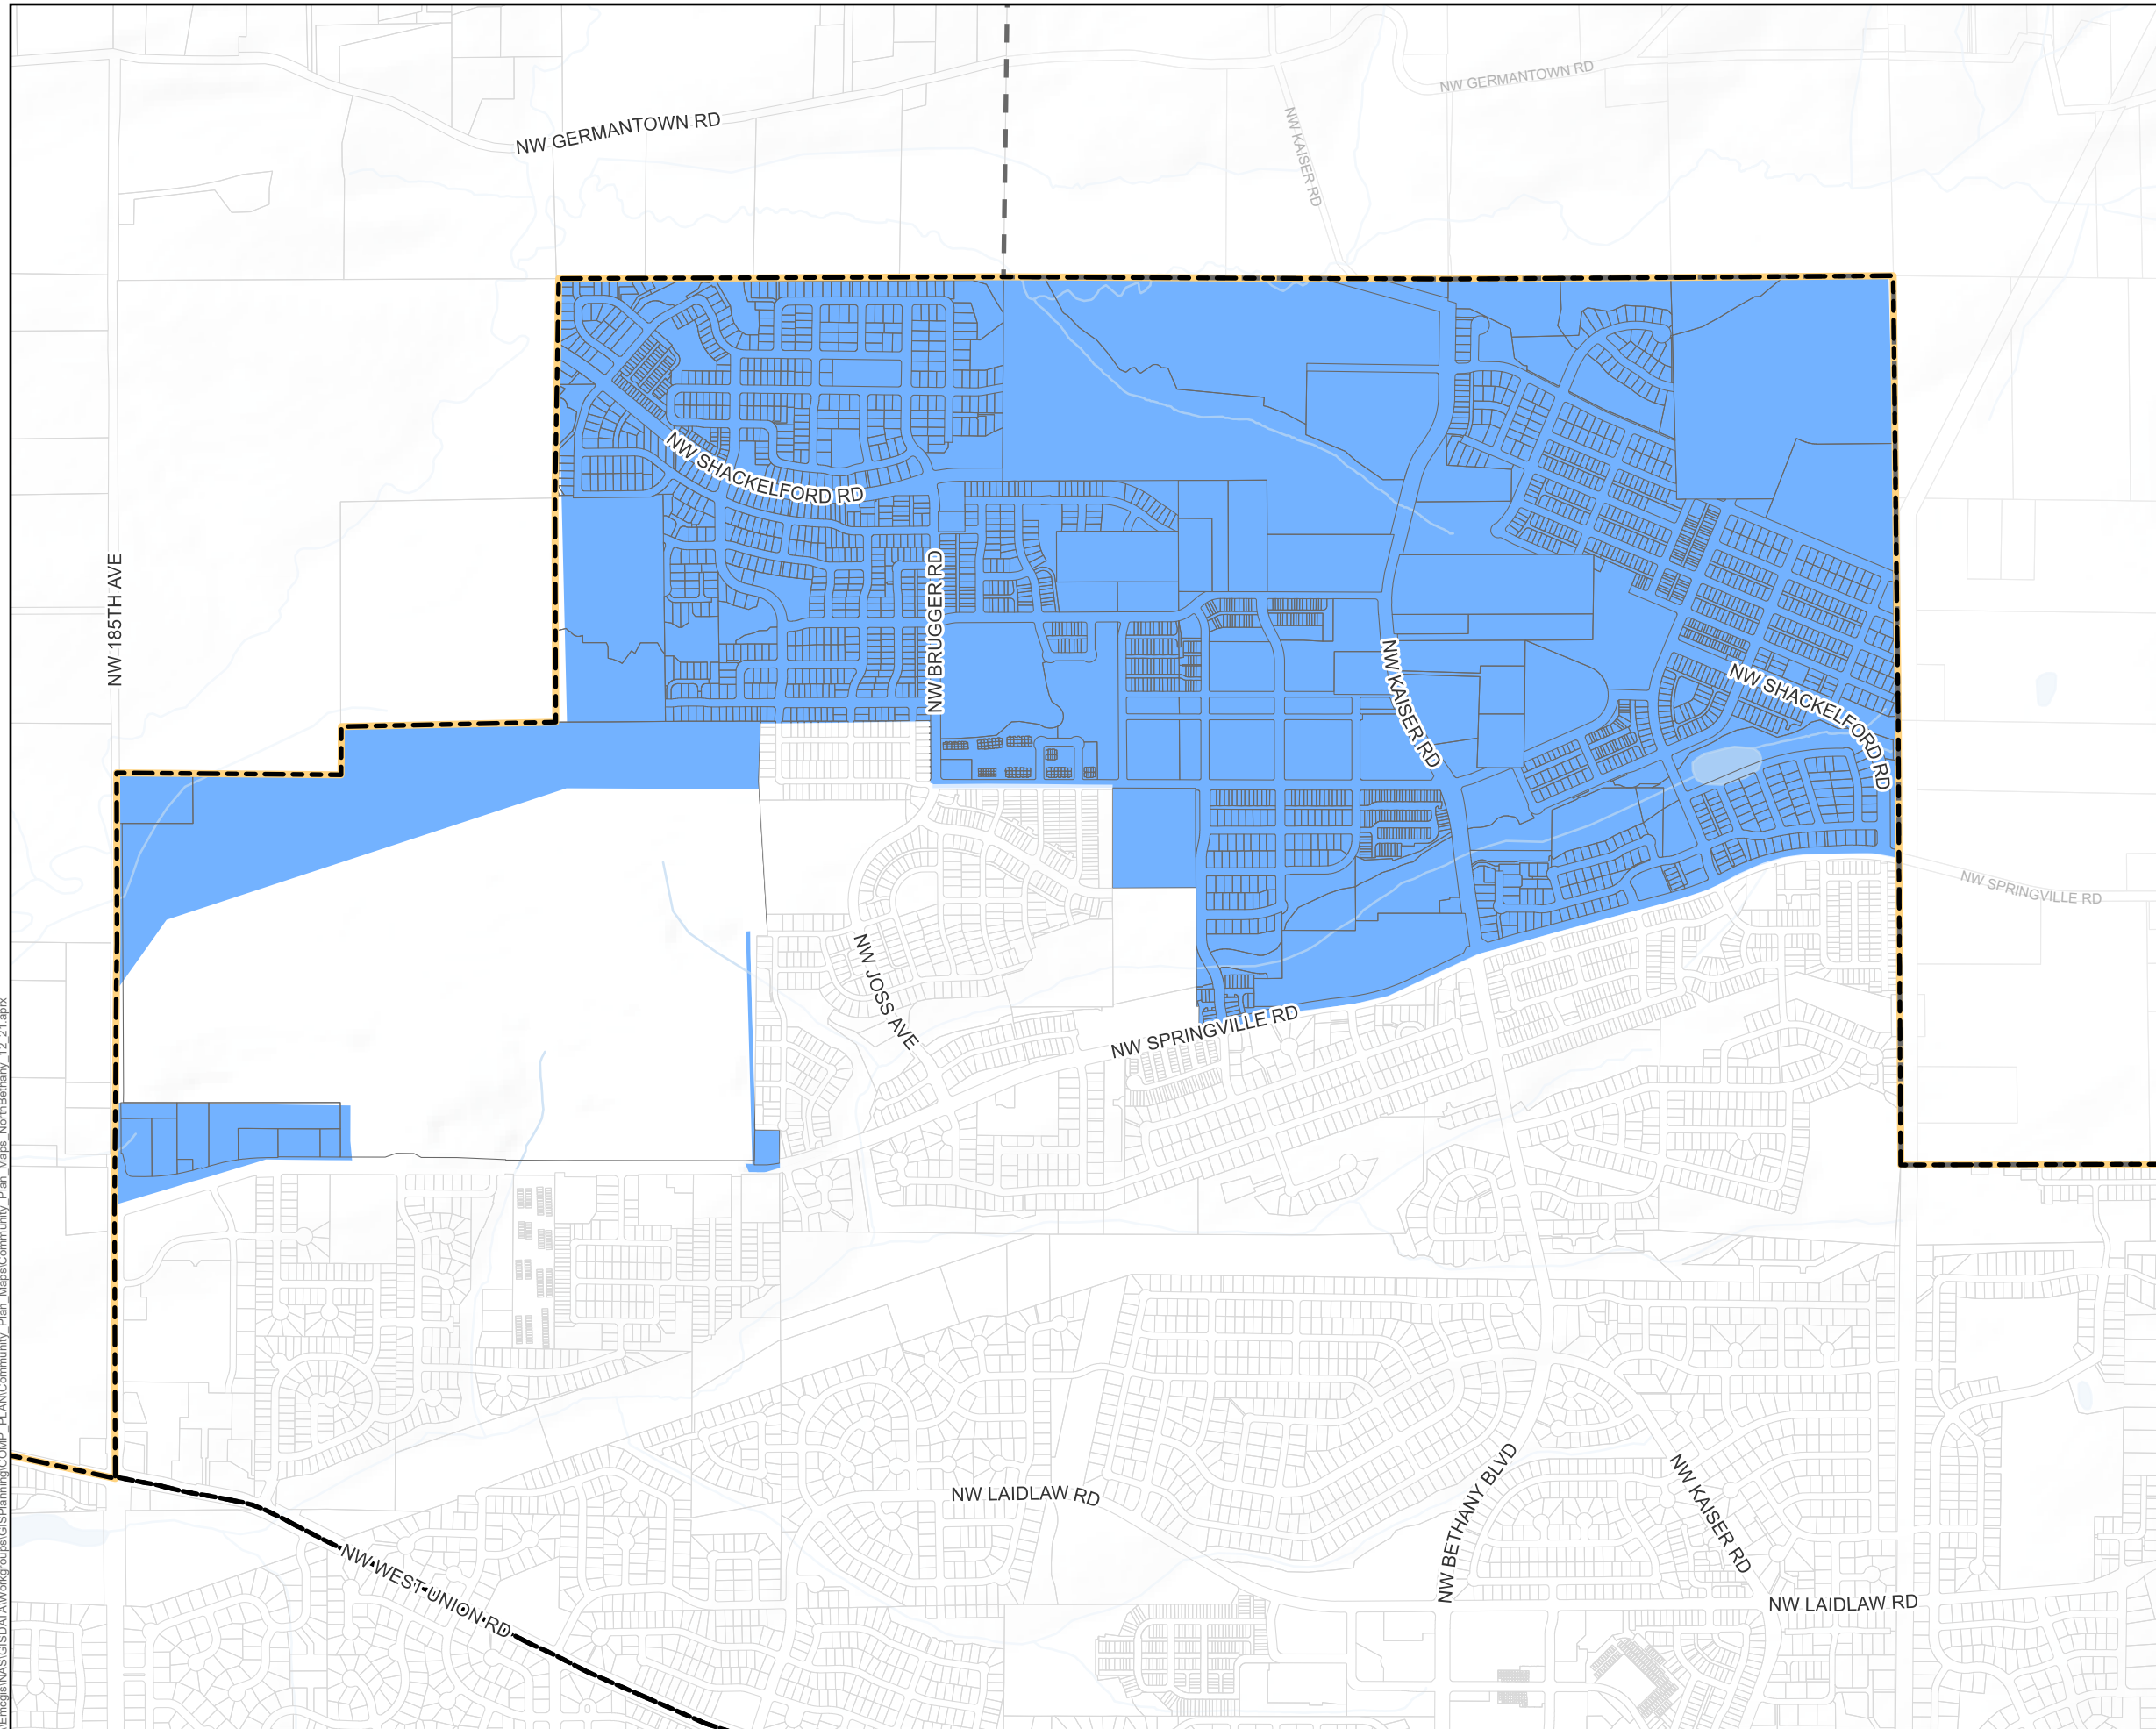 NW GERMANTOWN RD
NW GERMANTOWN RD
NW KAISER RD
NW SHACKELFORD RD
NW 185TH AVE
NW BRUGGER RD
NW KAISER RD
NW SHACKELFORD RD
NW SPRINGVILLE RD
NW JOSS AVE
NW SPRINGVILLE RD
NW LAIDLAW RD
NW BETHANY BLVD
NW KAISER RD
NW WEST UNION RD
NW LAIDLAW RD